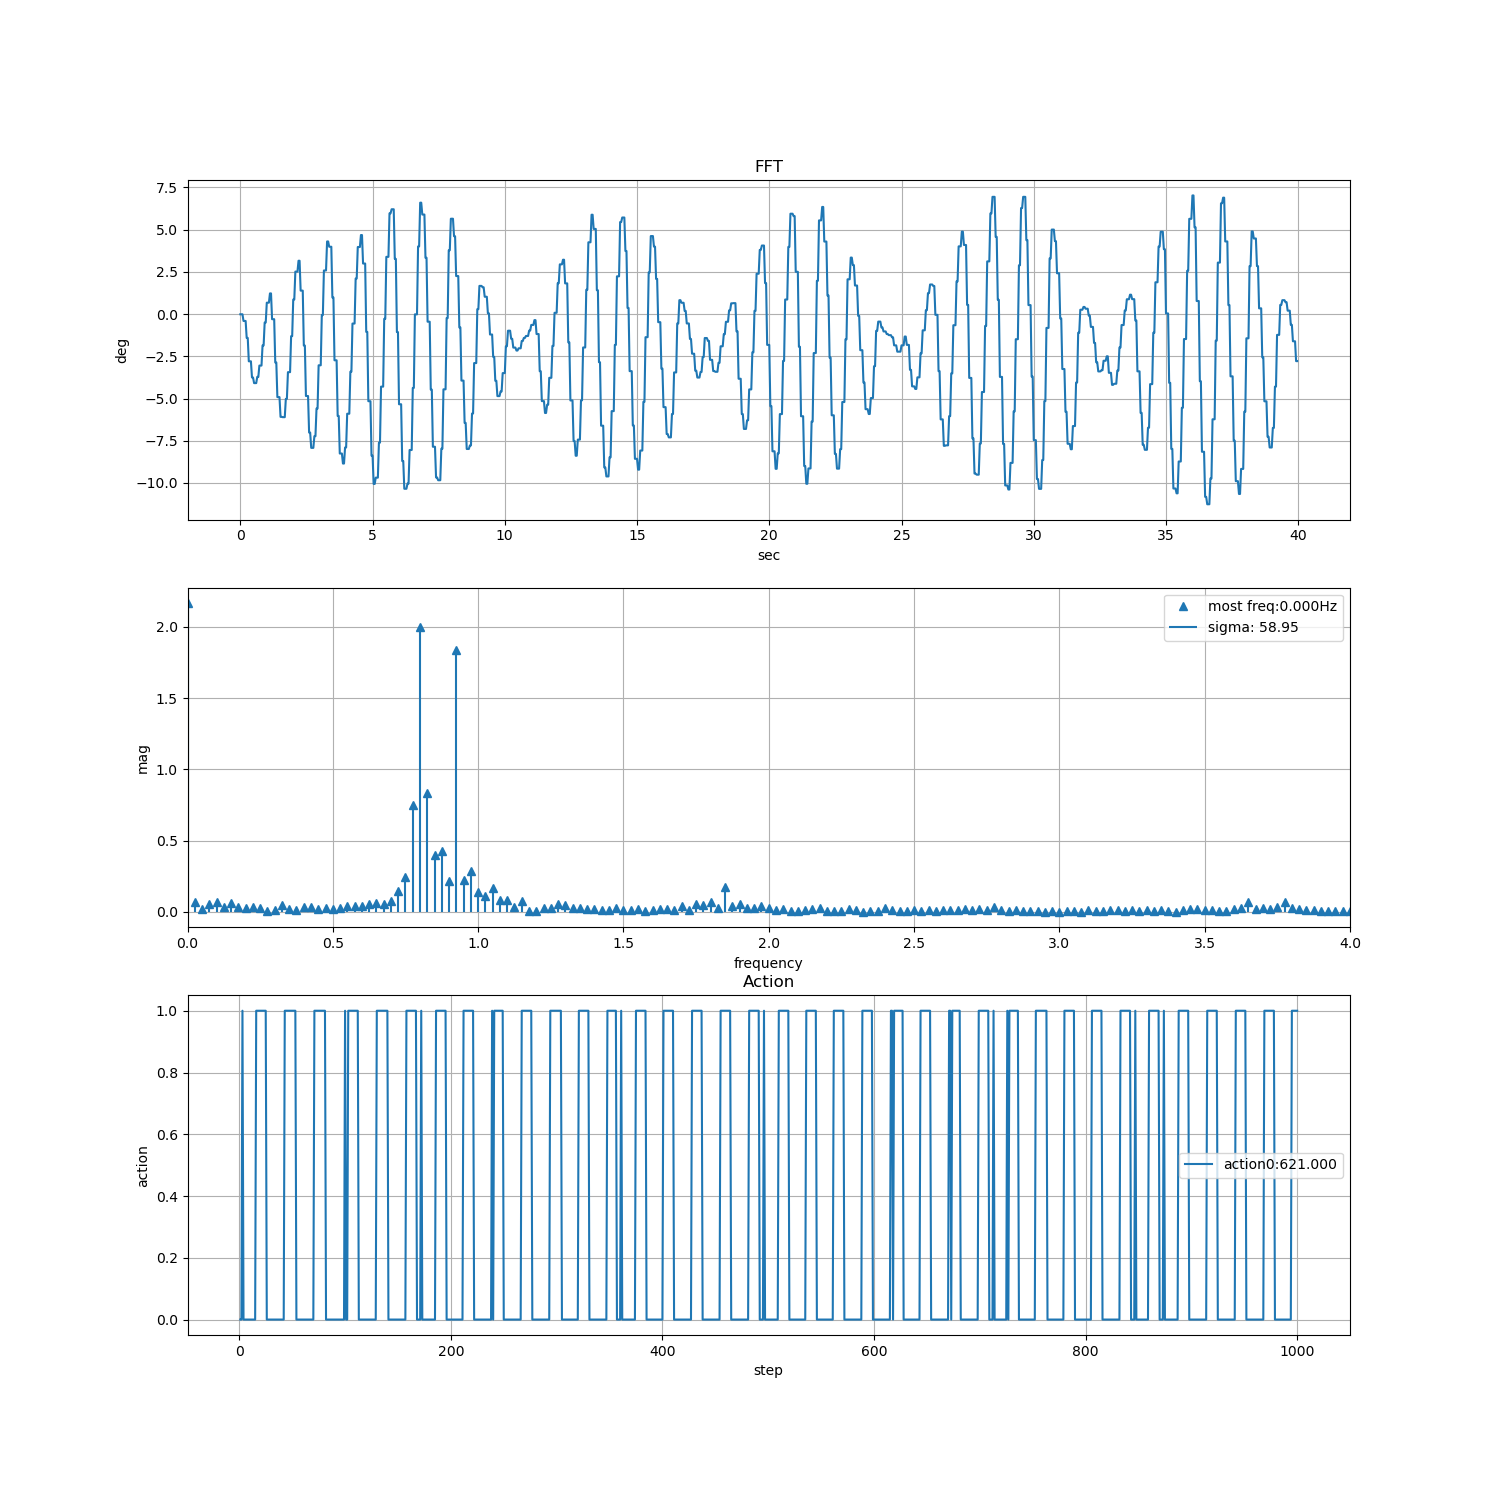 FFT
7.5
5.0
2.5
0.0
−2.5
−5.0
−7.5
−10.0
deg
0 5 10 15 20 25 30 35 40
sec
most freq:0.000Hz
sigma: 58.95
2.0
1.5
1.0
0.5
0.0
mag
0.0 0.5 1.0 1.5 2.0 2.5 3.0 3.5 4.0
frequency
Action
1.0
0.8
0.6
0.4
0.2
0.0
action
action0:621.000
0 200 400 600 800 1000
step